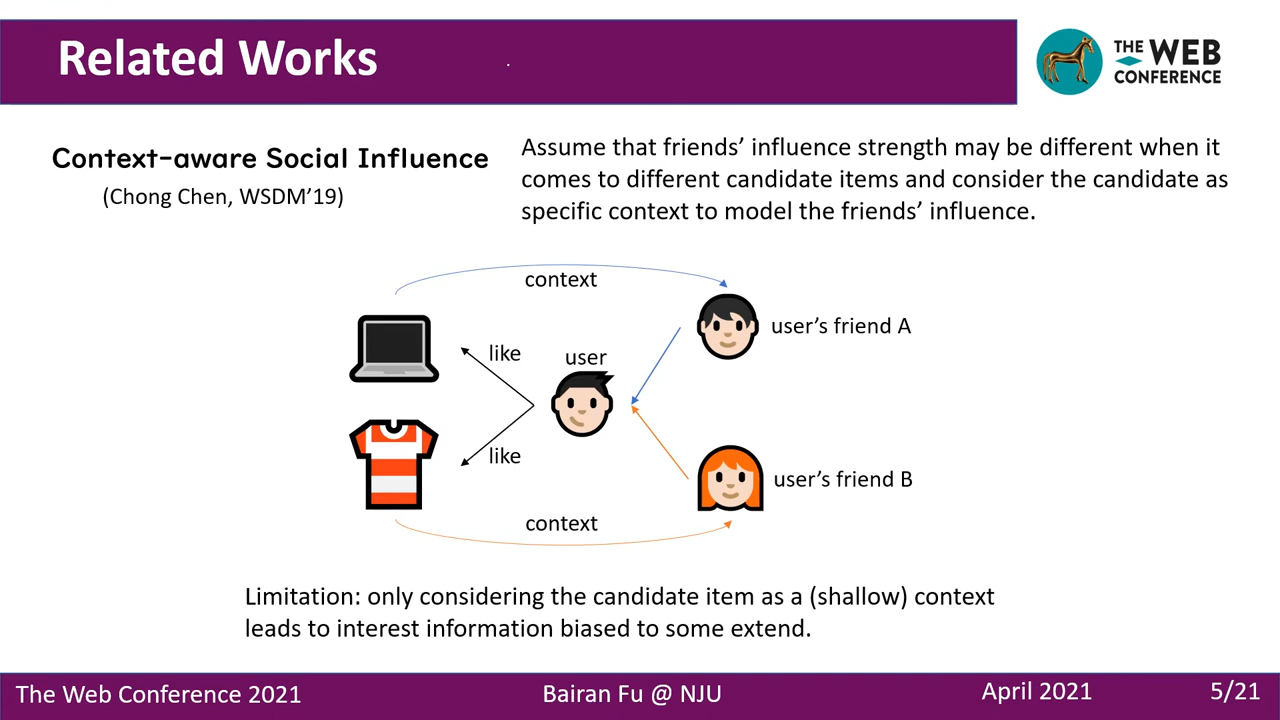 Related Works
THE WEB
CONFERENCE
Context-aware Social Influence
(Chong Chen, WSDM’19)
Assume that friends’ influence strength may be different when it
comes to different candidate items and consider the candidate as
specific context to model the friends’ influence.
context
user’s friend A
like
user
like
user’s friend B
context
Limitation: only considering the candidate item as a (shallow) context
leads to interest information biased to some extend.
The Web Conference 2021
Bairan Fu @ NJU
April 2021
5/21